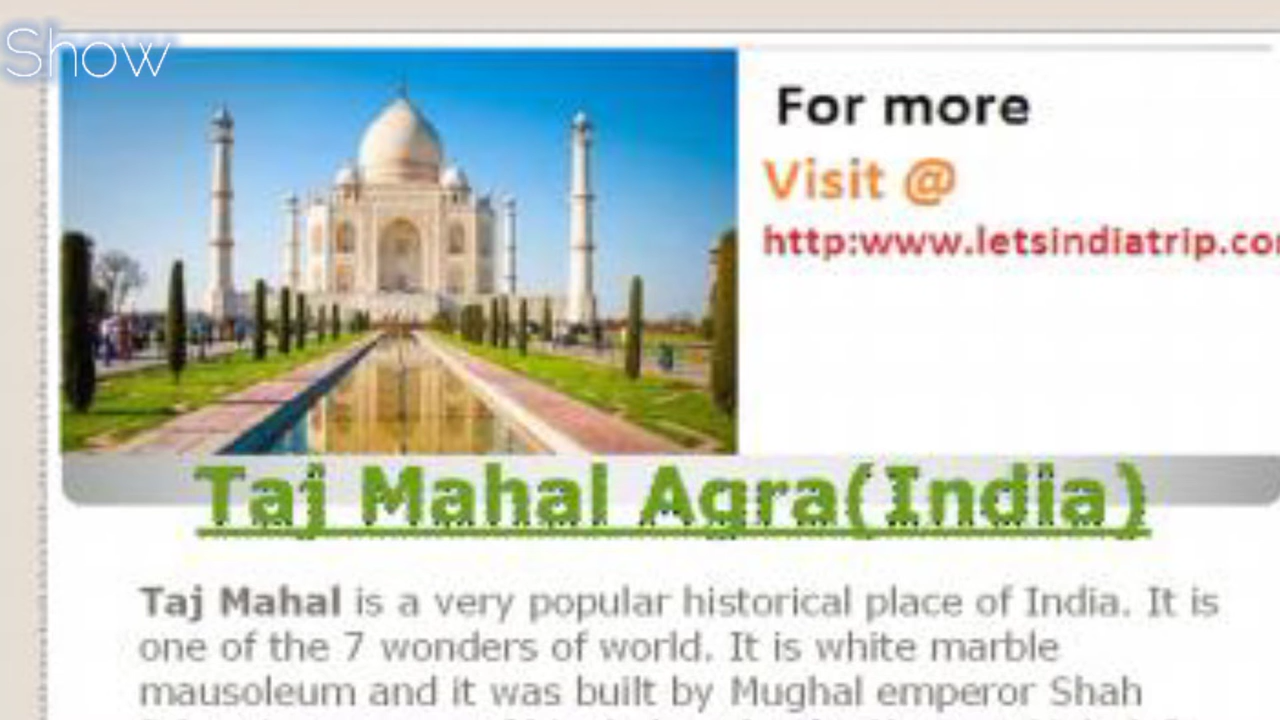 Show
For more
Visit @
http:www.letsindiatrip.co
Taj Mahal Agra(India)
Taj Mahal is a very popular historical place of India. It is
one of the 7 wonders of world. It is white marble
mausoleum and it was built by Mughal emperor Shah